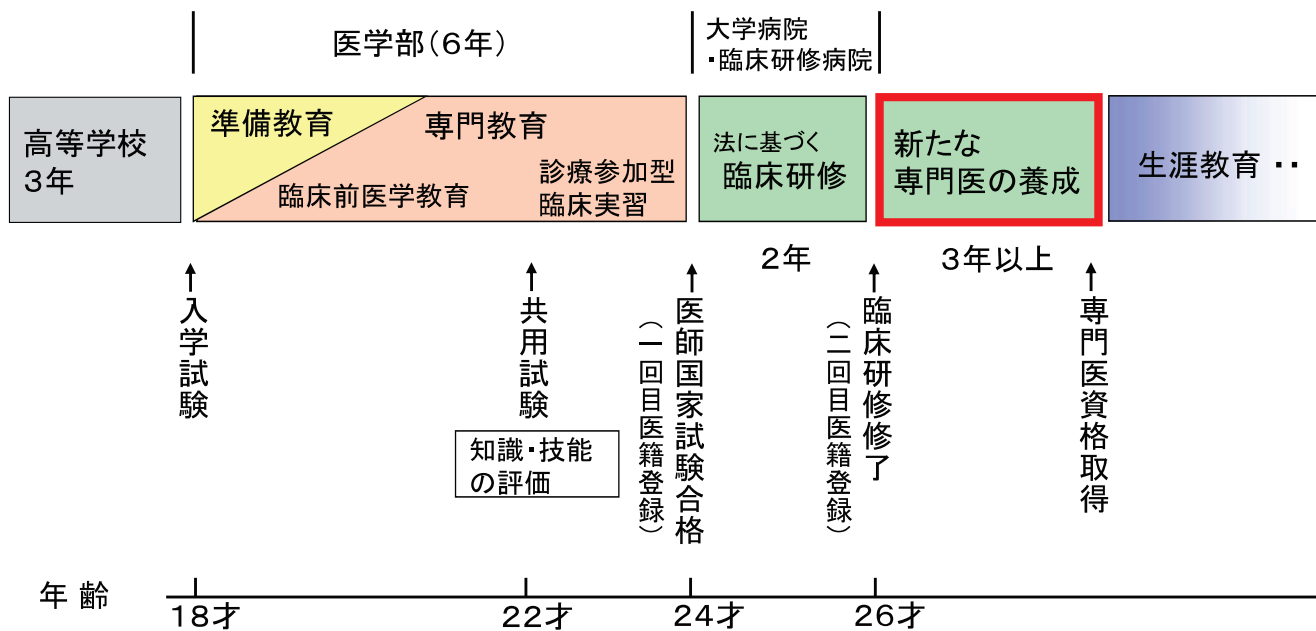 医学部(6年)
大学病院
・臨床研修病院
高等学校
3年
準備教育
専門教育
臨床前医学教育
診療参加型
臨床実習
法に基づく
臨床研修
新たな
専門医の養成
生涯教育 ‥
2年
3年以上
入学試験
共用試験
知識・技能
の評価
医師国家試験合格
(一回目医籍登録)
臨床研修修了
(二回目医籍登録)
専門医資格取得
年 齢
18才
22才
24才
26才